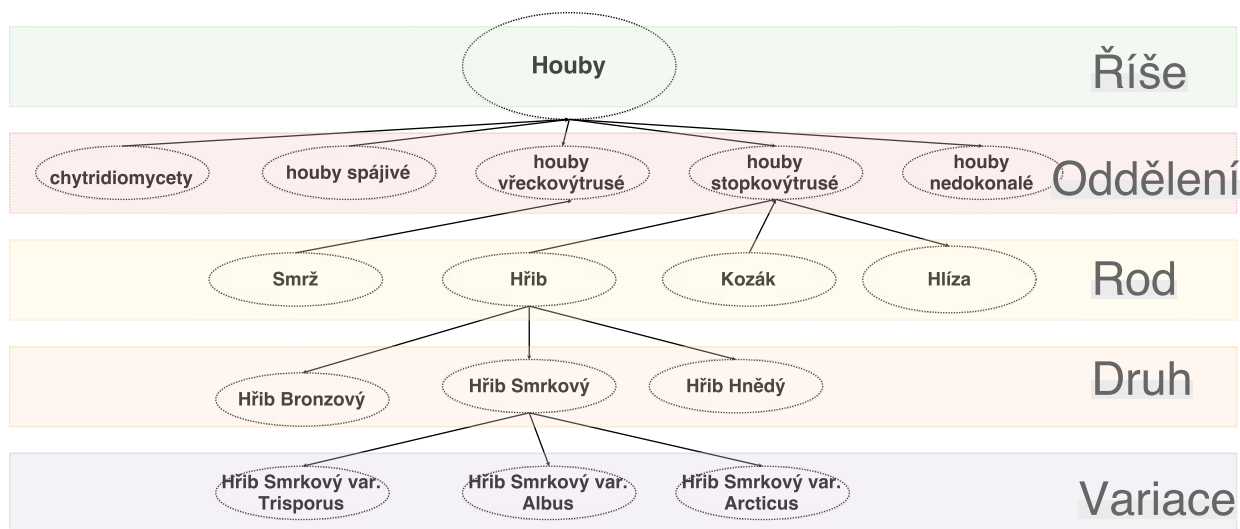 Houby
Říše
chytridiomycety
houby spájivé
houby
vřeckovýtrusé
houby
stopkovýtrusé
houby
nedokonalé
Oddělení
Smrž
Hřib
Kozák
Hlíza
Rod
Hřib Bronzový
Hřib Smrkový
Hřib Hnědý
Druh
Hřib Smrkový var.
Trisporus
Hřib Smrkový var.
Albus
Hřib Smrkový var.
Arcticus
Variace